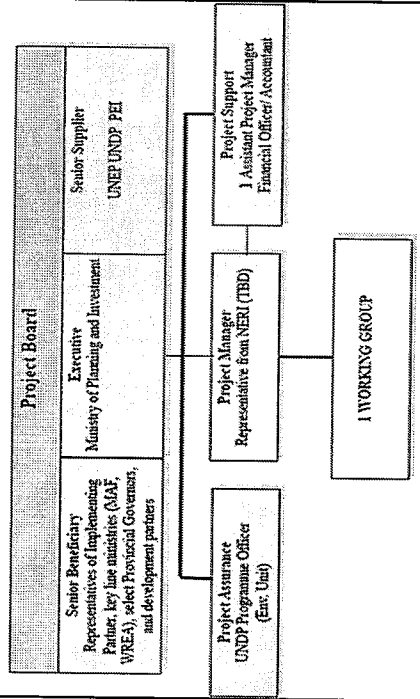 Project Board
Senior Beneficiary
Representatives of Implementing
Partner, key line ministries (MAF,
WREA), select Provincial Governors,
and development partners
Executive
Ministry of Planning and Investment
Senior Supplier
UNEP UNDP PEI
Project Assurance
UNDP Programme Officer
(Env. Unit)
Project Manager
Representative from NERI (TBD)
Project Support
1 Assistant Project Manager
Financial Officer/ Accountant
1 WORKING GROUP